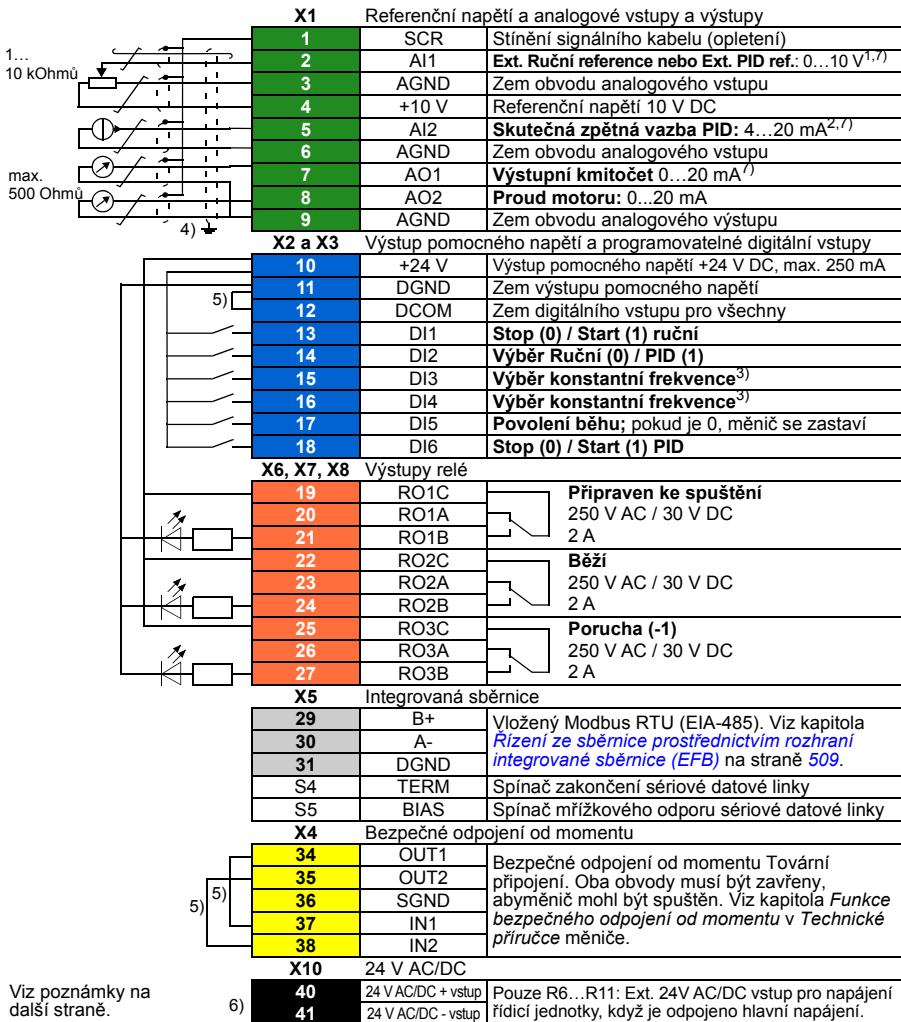 X1 Referenční napětí a analogové vstupy a výstupy
1 SCR Stínění signálního kabelu (opletení)
1…
10 kOhmů
2 AI1 Ext. Ruční reference nebo Ext. PID ref.: 0…10 V1,7)
3 AGND Zem obvodu analogového vstupu
4 +10 V Referenční napětí 10 V DC
5 AI2 Skutečná zpětná vazba PID: 4…20 mA2,7)
6 AGND Zem obvodu analogového vstupu
max.
500 Ohmů
7 AO1 Výstupní kmitočet 0…20 mA7)
8 AO2 Proud motoru: 0...20 mA
9 AGND Zem obvodu analogového výstupu
4)
X2 a X3 Výstup pomocného napětí a programovatelné digitální vstupy
10 +24 V Výstup pomocného napětí +24 V DC, max. 250 mA
11 DGND Zem výstupu pomocného napětí
5)
12 DCOM Zem digitálního vstupu pro všechny
13 DI1 Stop (0) / Start (1) ruční
14 DI2 Výběr Ruční (0) / PID (1)
15 DI3 Výběr konstantní frekvence3)
16 DI4 Výběr konstantní frekvence3)
17 DI5 Povolení běhu; pokud je 0, měnič se zastaví
18 DI6 Stop (0) / Start (1) PID
X6, X7, X8 Výstupy relé
19 RO1C Připraven ke spuštění
20 RO1A 250 V AC / 30 V DC
21 RO1B 2 A
22 RO2C Běží
23 RO2A 250 V AC / 30 V DC
24 RO2B 2 A
25 RO3C Porucha (-1)
26 RO3A 250 V AC / 30 V DC
27 RO3B 2 A
X5 Integrovaná sběrnice
29 B+ Vložený Modbus RTU (EIA-485). Viz kapitola
30 A- Řízení ze sběrnice prostřednictvím rozhraní
31 DGND integrované sběrnice (EFB) na straně 509.
S4 TERM Spínač zakončení sériové datové linky
S5 BIAS Spínač mřížkového odporu sériové datové linky
X4 Bezpečné odpojení od momentu
34 OUT1 Bezpečné odpojení od momentu Tovární
35 OUT2 připojení. Oba obvody musí být zavřeny,
5) 5)
36 SGND abyměnič mohl být spuštěn. Viz kapitola Funkce
37 IN1 bezpečného odpojení od momentu v Technické
38 IN2 příručce měniče.
X10 24 V AC/DC
Viz poznámky na
další straně.
6)
40 24 V AC/DC + vstup Pouze R6…R11: Ext. 24V AC/DC vstup pro napájení
41 24 V AC/DC - vstup řídicí jednotky, když je odpojeno hlavní napájení.